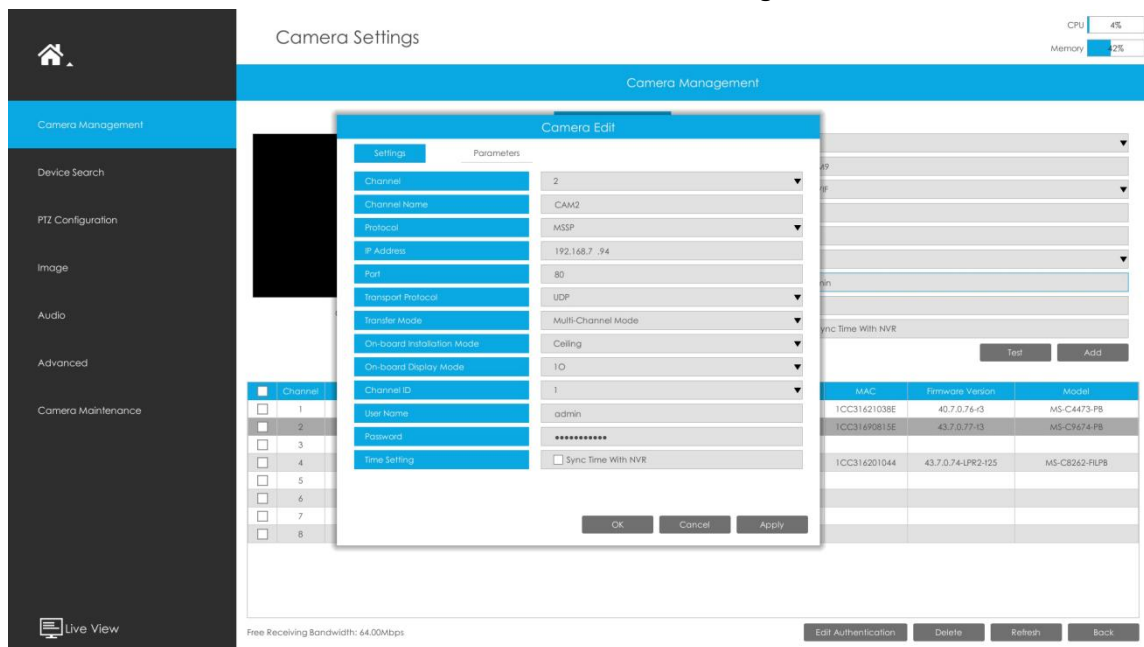 Camera Settings
CPU 4%
Memory 42%
Camera Management
Camera Management
Device Search
PTZ Configuration
Image
Audio
Advanced
Camera Maintenance
Live View
Camera Edit
Settings Parameters
Channel 2
Channel Name CAM2
Protocol MSSP
IP Address 192.168.7 .94
Port 80
Transport Protocol UDP
Transfer Mode Multi-Channel Mode
On-board Installation Mode Ceiling
On-board Display Mode 1O
Channel ID 1
User Name admin
Password •••••••••••
Time Setting Sync Time With NVR
OK Cancel Apply
Time With NVR
Test Add
Channel MAC Firmware Version Model
1 1CC31621038E 40.7.0.76-r3 MS-C4473-PB
2 1CC31690815E 43.7.0.77-t3 MS-C9674-PB
3
4 1CC316201044 43.7.0.74-LPR2-t25 MS-C8262-FILPB
5
6
7
8
Free Receiving Bandwidth: 64.00Mbps
Edit Authentication Delete Refresh Back